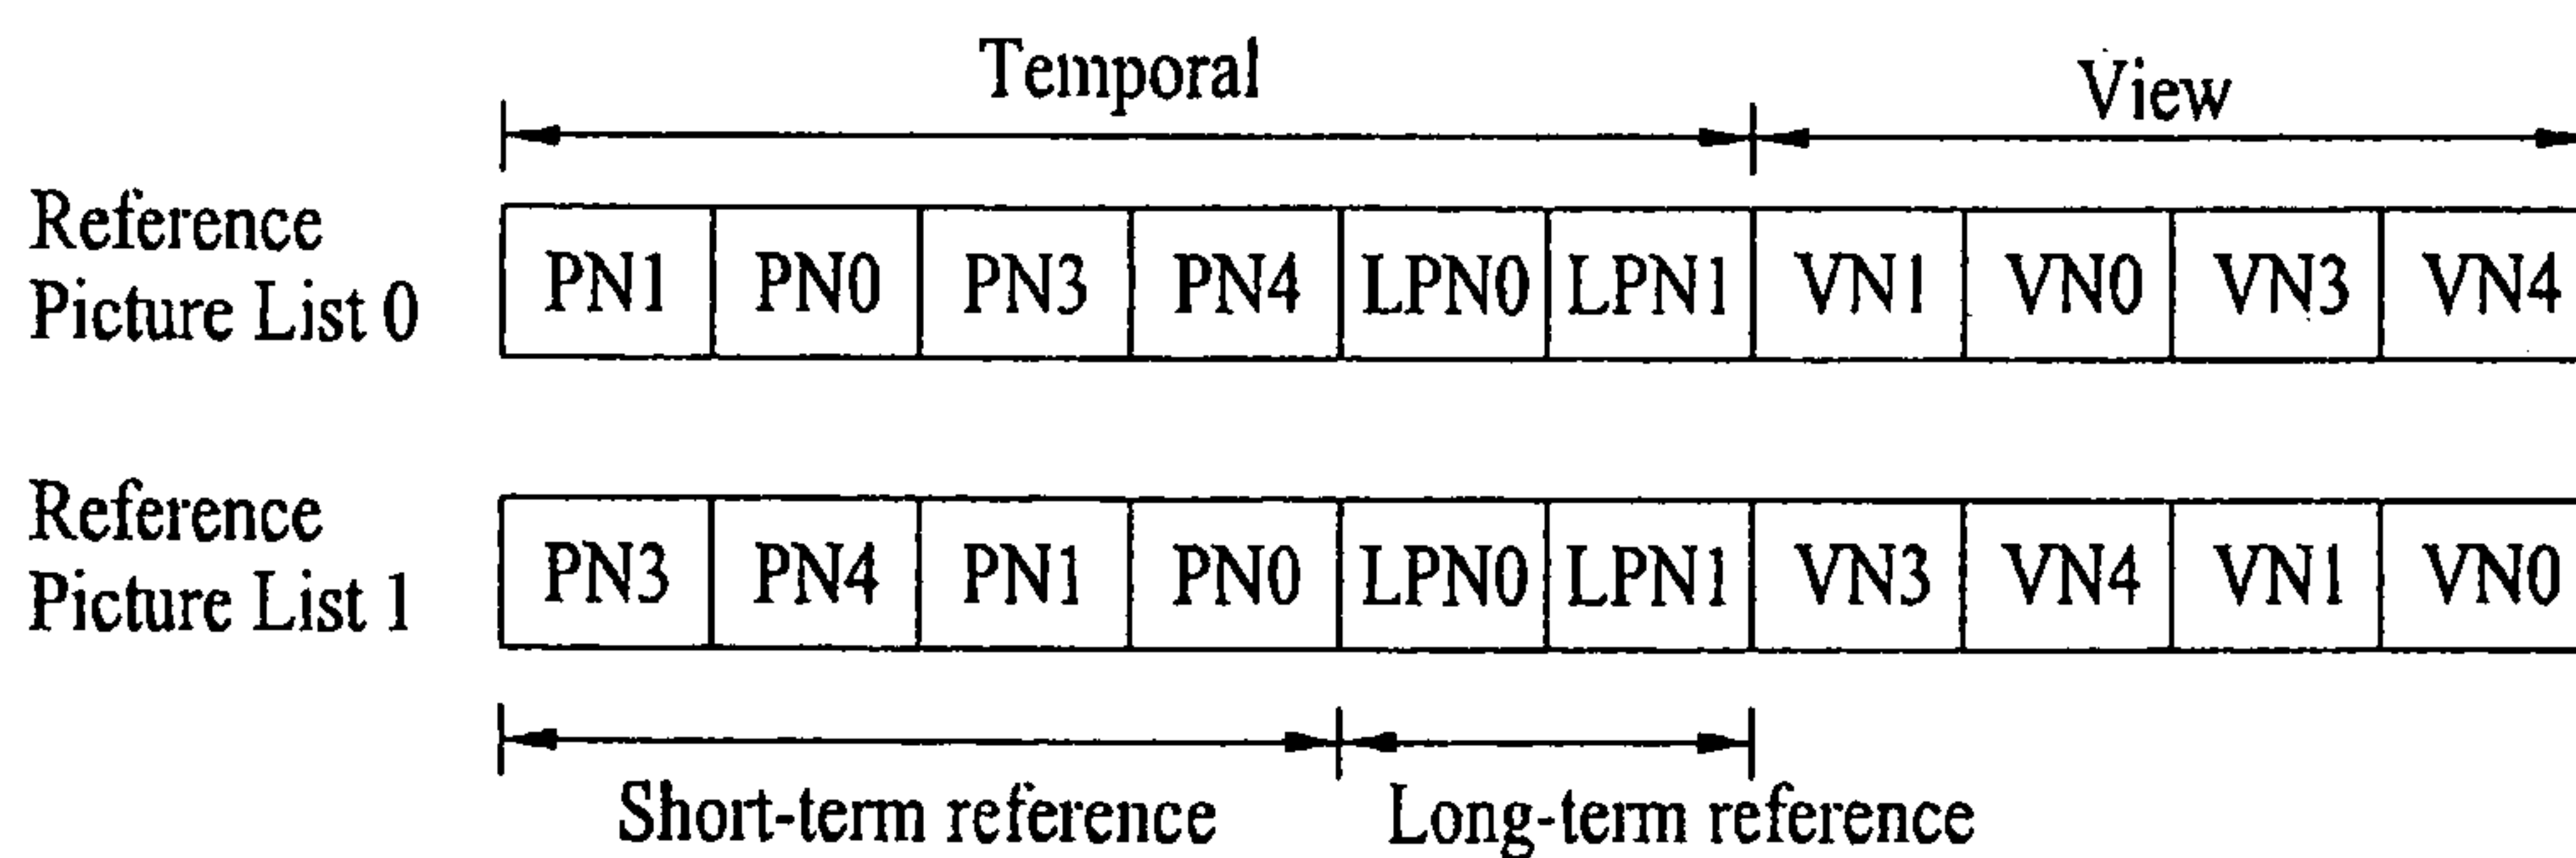 Temporal
View
Reference
Picture List 0
PN1 PN0 PN3 PN4 LPN0 LPN1 VN1 VN0 VN3 VN4
Reference
Picture List 1
PN3 PN4 PN1 PN0 LPN0 LPN1 VN3 VN4 VN1 VN0
Short-term reference
Long-term reference